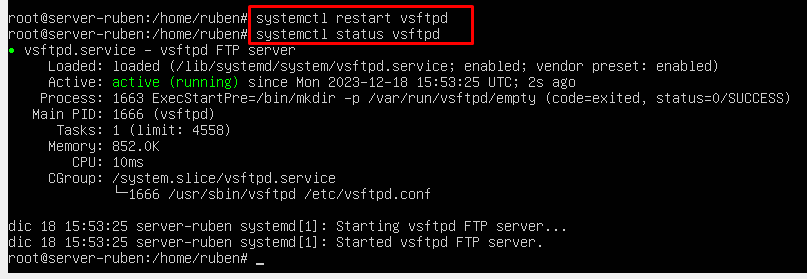 root@server-ruben:/home/ruben# systemctl restart vsftpd
root@server-ruben:/home/ruben# systemctl status vsftpd
● vsftpd.service – vsftpd FTP server
Loaded: loaded (/lib/systemd/system/vsftpd.service; enabled; vendor preset: enabled)
Active: active (running) since Mon 2023-12-18 15:53:25 UTC; 2s ago
Process: 1663 ExecStartPre=/bin/mkdir -p /var/run/vsftpd/empty (code=exited, status=0/SUCCESS)
Main PID: 1666 (vsftpd)
Tasks: 1 (limit: 4558)
Memory: 852.0K
CPU: 10ms
CGroup: /system.slice/vsftpd.service
└─1666 /usr/sbin/vsftpd /etc/vsftpd.conf
dic 18 15:53:25 server-ruben systemd[1]: Starting vsftpd FTP server...
dic 18 15:53:25 server-ruben systemd[1]: Started vsftpd FTP server.
root@server-ruben:/home/ruben# _